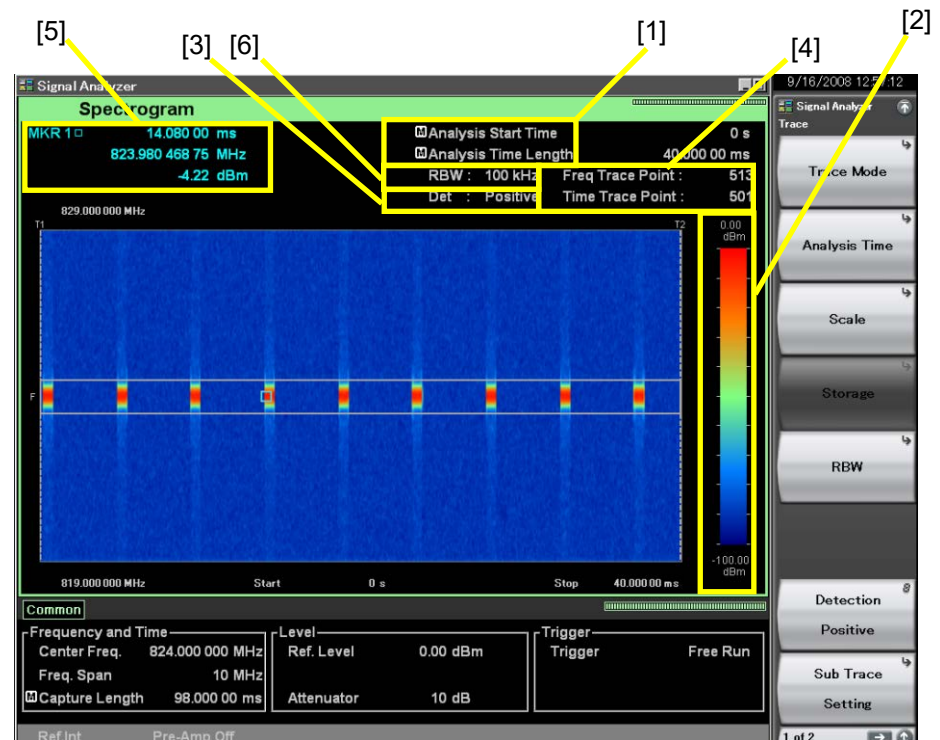 [5]
[3] [6]
[1]
[4]
[2]
Signal Analyzer
Spectrogram
MKR 1 14.080 00 ms
823.980 468 75 MHz
-4.22 dBm
M Analysis Start Time 0 s
M Analysis Time Length 40.000 00 ms
RBW : 100 kHz Freq Trace Point : 513
Det : Positive Time Trace Point : 501
829.000 000 MHz
T1 T2
0.00
dBm
F
-100.00
dBm
819.000 000 MHz Start 0 s Stop 40.000 00 ms
Common
Frequency and Time
Center Freq. 824.000 000 MHz
Freq. Span 10 MHz
M Capture Length 98.000 00 ms
Level
Ref. Level 0.00 dBm
Attenuator 10 dB
Trigger
Trigger Free Run
Ref.Int Pre-Amp Off
9/16/2008 12:57:12
Signal Analyzer
Trace
Trace Mode
Analysis Time
Scale
Storage
RBW
Detection
Positive
Sub Trace
Setting
1 of 2